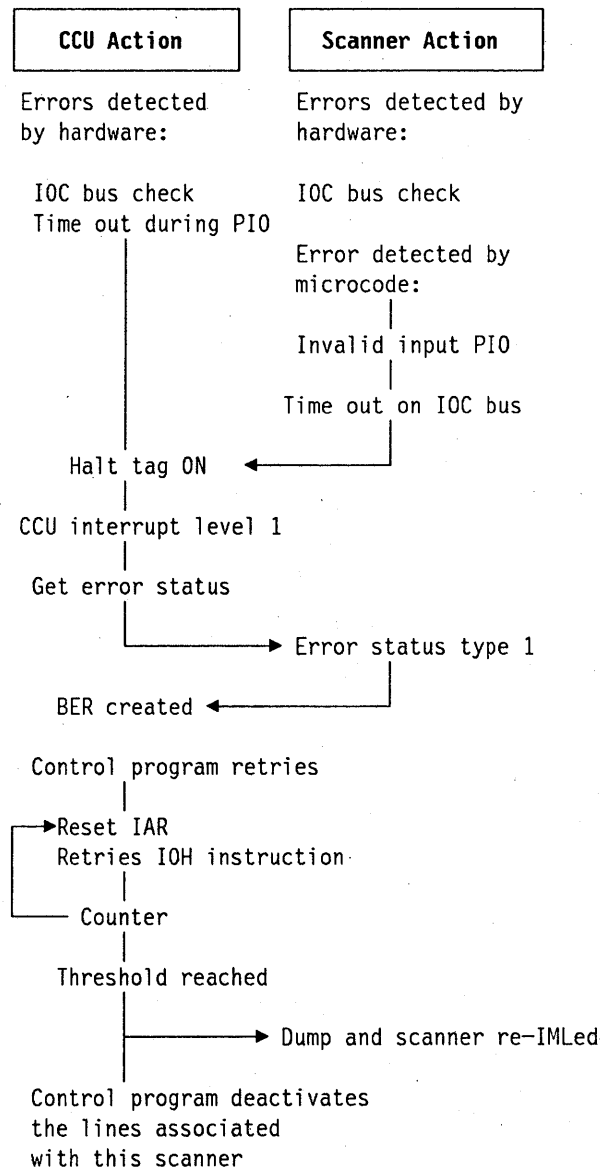 CCU Action
Scanner Action
Errors detected
by hardware:
Errors detected by
hardware:
IOC bus check
Time out during PIO
IOC bus check
Error detected by
microcode:
Invalid input PIO
Time out on IOC bus
Halt tag ON
CCU interrupt level 1
Get error status
Error status type 1
BER created
Control program retries
Reset IAR
Retries IOH instruction
Counter
Threshold reached
Dump and scanner re-IMLed
Control program deactivates
the lines associated
with this scanner